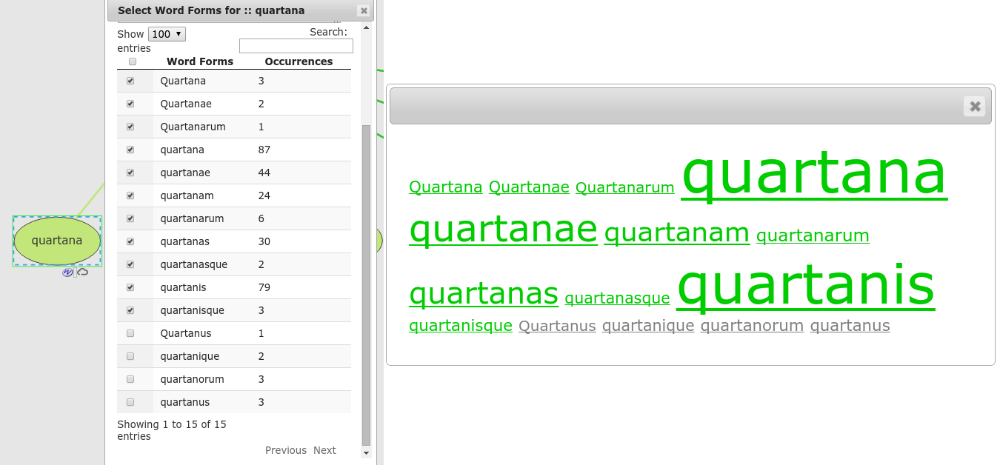 Select Word Forms for :: quartana
Show 100 entries
Search:
Word Forms Occurrences
Quartana 3
Quartanae 2
Quartanarum 1
quartana 87
quartanae 44
quartanam 24
quartanarum 6
quartanas 30
quartanasque 2
quartanis 79
quartanisque 3
Quartanus 1
quartanique 2
quartanorum 3
quartanus 3
Showing 1 to 15 of 15
entries
Previous Next
quartana
Quartana Quartanae Quartanarum quartana
quartanae quartanam quartanarum
quartanas quartanasque quartanis
quartanisque Quartanus quartanique quartanorum quartanus